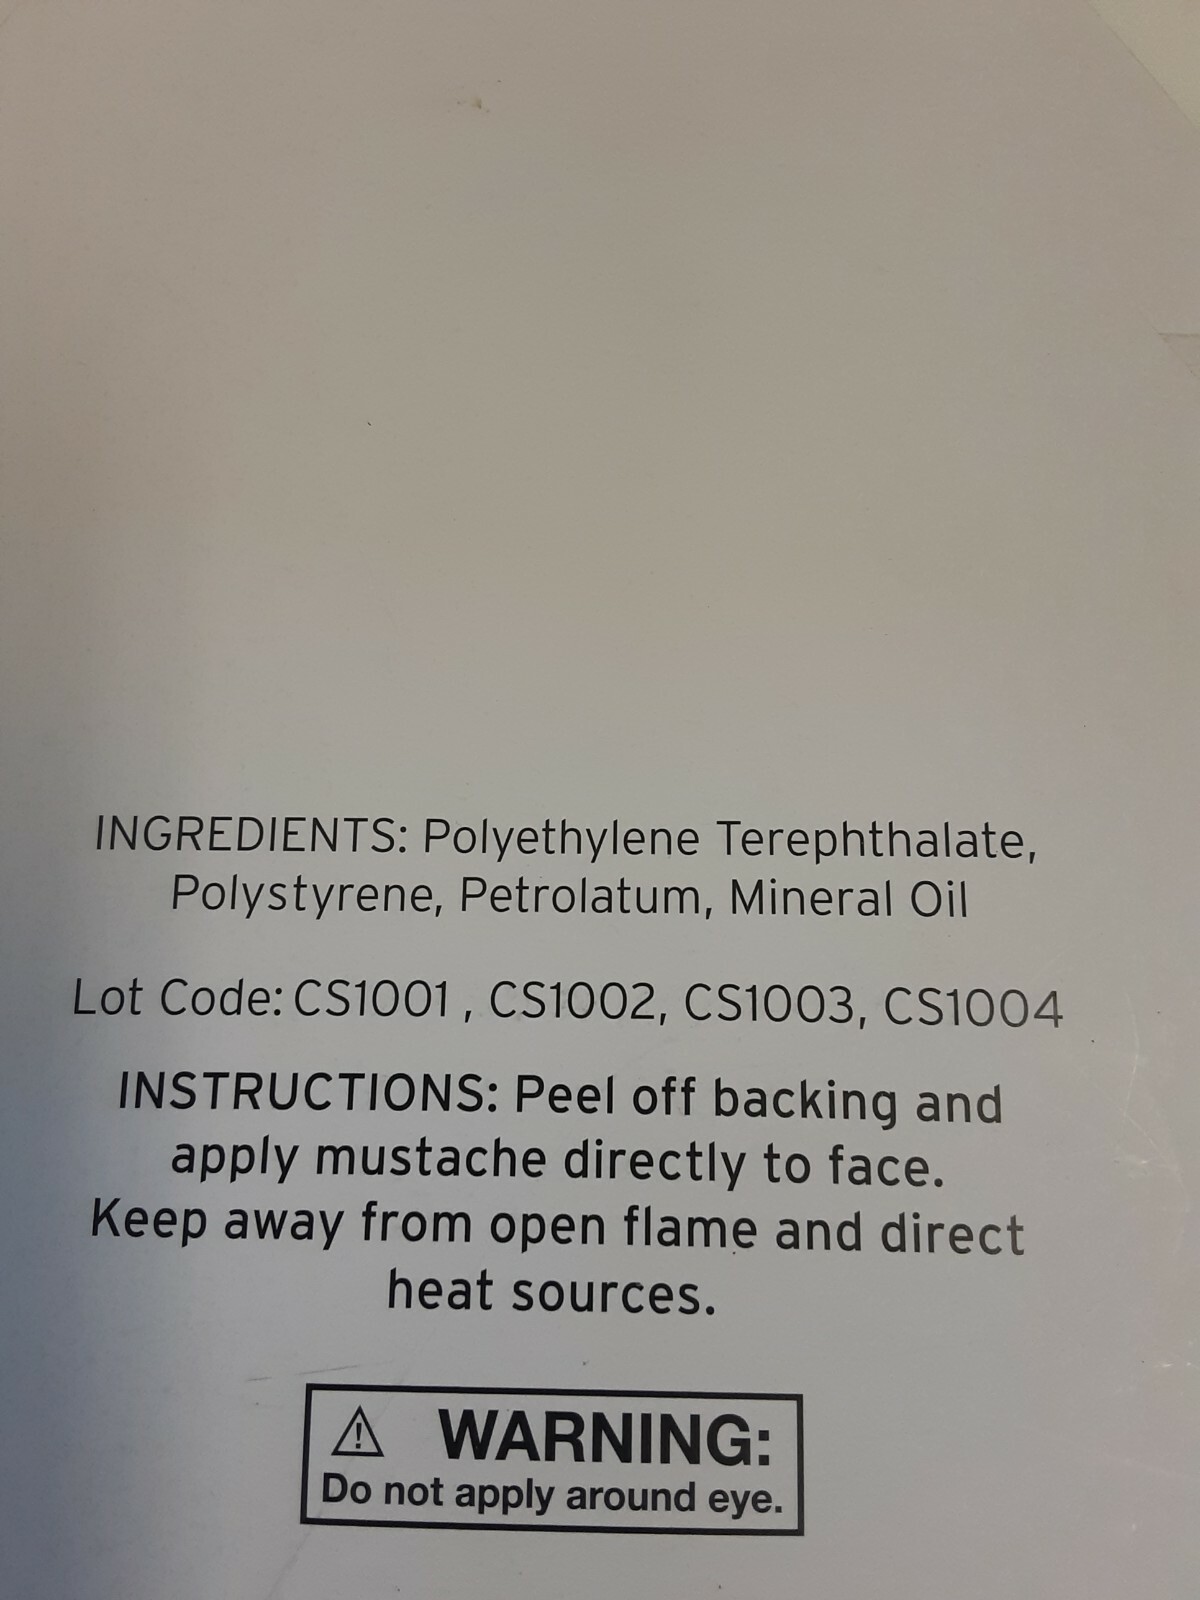 INGREDIENTS: Polyethylene Terephthalate,
Polystyrene, Petrolatum, Mineral Oil
Lot Code: CS1001 , CS1002, CS1003, CS1004
INSTRUCTIONS: Peel off backing and
apply mustache directly to face.
Keep away from open flame and direct
heat sources.
WARNING:
Do not apply around eye.